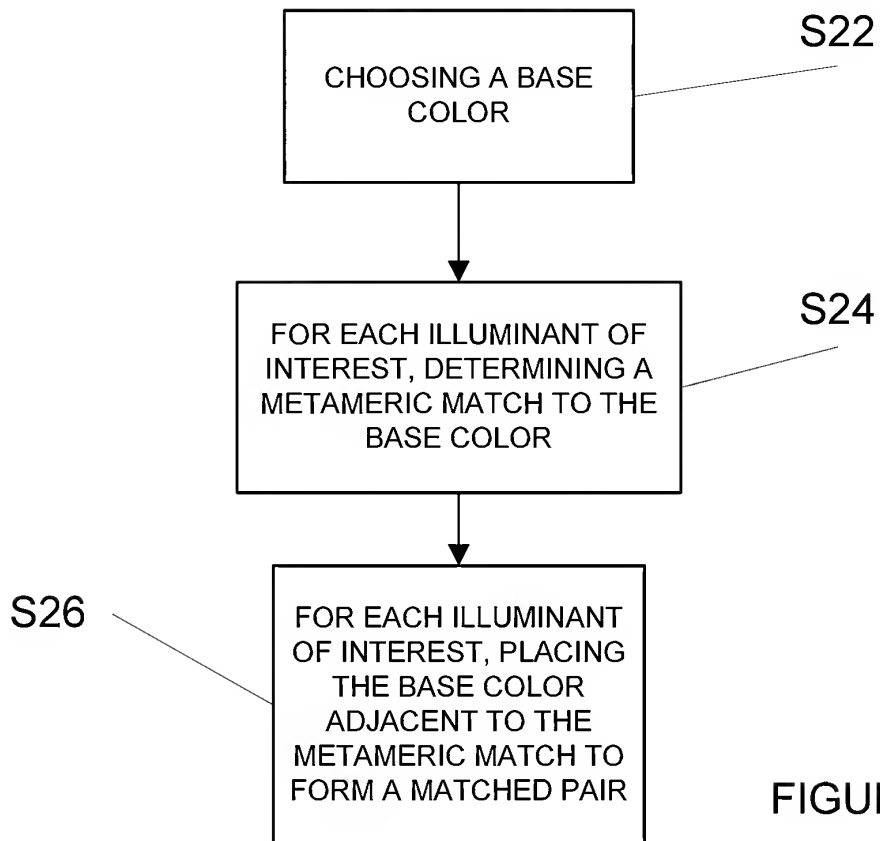 S22
CHOOSING A BASE
COLOR
S24
FOR EACH ILLUMINANT OF
INTEREST, DETERMINING A
METAMERIC MATCH TO THE
BASE COLOR
S26
FOR EACH ILLUMINANT
OF INTEREST, PLACING
THE BASE COLOR
ADJACENT TO THE
METAMERIC MATCH TO
FORM A MATCHED PAIR